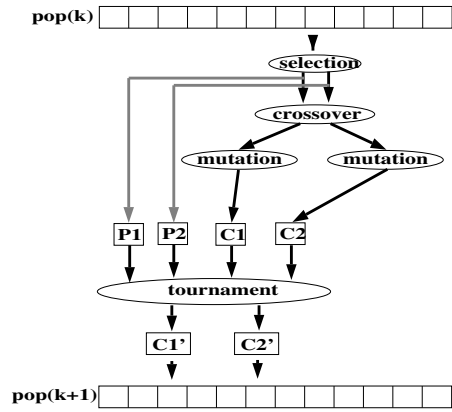 pop(k)
selection
crossover
mutation mutation
P1 P2 C1 C2
tournament
C1' C2'
pop(k+1)